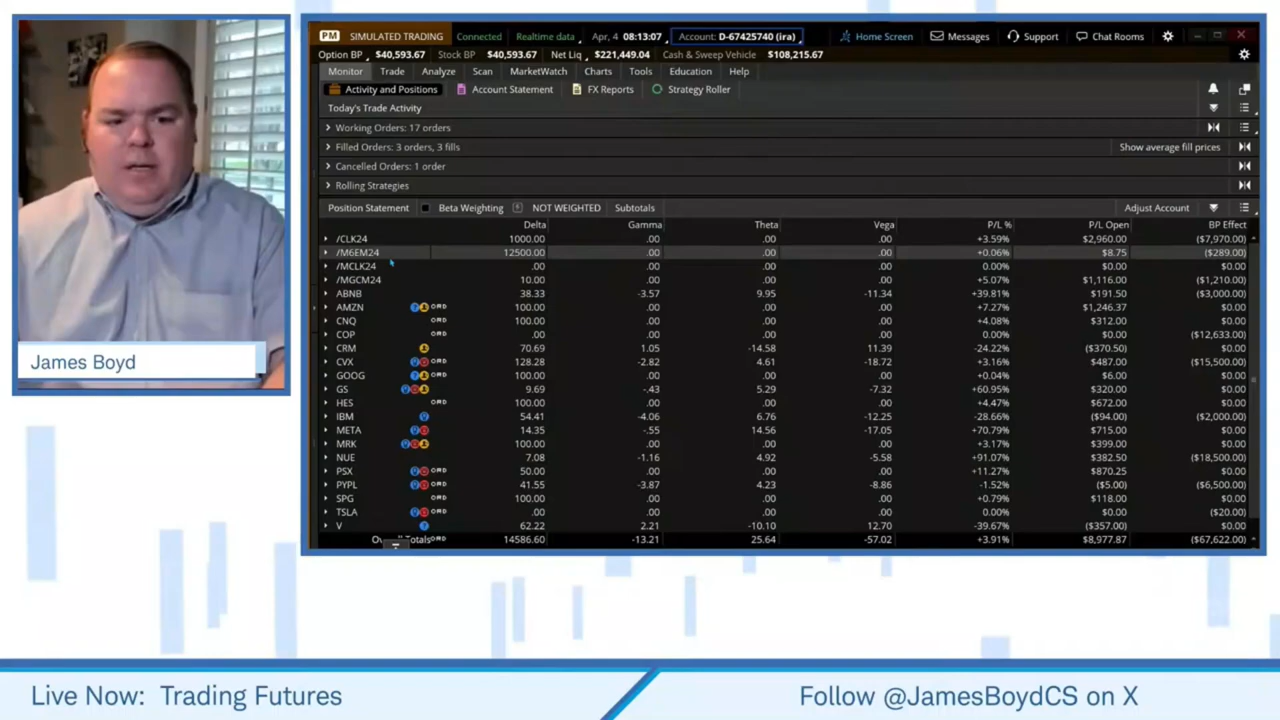 PM SIMULATED TRADING Connected Realtime data Apr, 4 08:13:07 Account: D-67425740 (ira) Home Screen Messages Support Chat Rooms
Option BP $40,593.67 Stock BP $40,593.67 Net Liq $221,449.04 Cash & Sweep Vehicle $108,215.67
Monitor Trade Analyze Scan MarketWatch Charts Tools Education Help
Activity and Positions Account Statement FX Reports Strategy Roller
Today's Trade Activity
Working Orders: 17 orders
Filled Orders: 3 orders, 3 fills Show average fill prices
Cancelled Orders: 1 order
Rolling Strategies
Position Statement Beta Weighting NOT WEIGHTED Subtotals Adjust Account
Delta Gamma Theta Vega P/L % P/L Open BP Effect
/CLK24 1000.00 .00 .00 .00 +3.59% $2,960.00 ($7,970.00)
/M6EM24 12500.00 .00 .00 .00 +0.06% $8.75 ($289.00)
/MCLK24 .00 .00 .00 .00 0.00% $0.00 $0.00
/MGCM24 10.00 .00 .00 .00 +5.07% $1,116.00 ($1,210.00)
ABNB 38.33 -3.57 9.95 -11.34 +39.81% $191.50 ($3,000.00)
AMZN 100.00 .00 .00 .00 +7.27% $1,246.37 $0.00
CNQ 100.00 .00 .00 .00 +4.08% $312.00 $0.00
COP .00 .00 .00 .00 0.00% $0.00 ($12,633.00)
CRM 70.69 1.05 -14.58 11.39 -24.22% ($370.50) $0.00
CVX 128.28 -2.82 4.61 -18.72 +3.16% $487.00 ($15,500.00)
GOOG 100.00 .00 .00 .00 +0.04% $6.00 $0.00
GS 9.69 -.43 5.29 -7.32 +60.95% $320.00 $0.00
HES 100.00 .00 .00 .00 +4.47% $672.00 $0.00
IBM 54.41 -4.06 6.76 -12.25 -28.66% ($94.00) ($2,000.00)
META 14.35 -.55 14.56 -17.05 +70.79% $715.00 $0.00
MRK 100.00 .00 .00 .00 +3.17% $399.00 $0.00
NUE 7.08 -1.16 4.92 -5.58 +91.07% $382.50 ($18,500.00)
PSX 50.00 .00 .00 .00 +11.27% $870.25 $0.00
PYPL 41.55 -3.87 4.23 -8.86 -1.52% ($5.00) ($6,500.00)
SPG 100.00 .00 .00 .00 +0.79% $118.00 $0.00
TSLA .00 .00 .00 .00 0.00% $0.00 ($20.00)
V 62.22 2.21 -10.10 12.70 -39.67% ($357.00) $0.00
14586.60 -13.21 25.64 -57.02 +3.91% $8,977.87 ($67,622.00)
James Boyd
Live Now: Trading Futures
Follow @JamesBoydCS on X